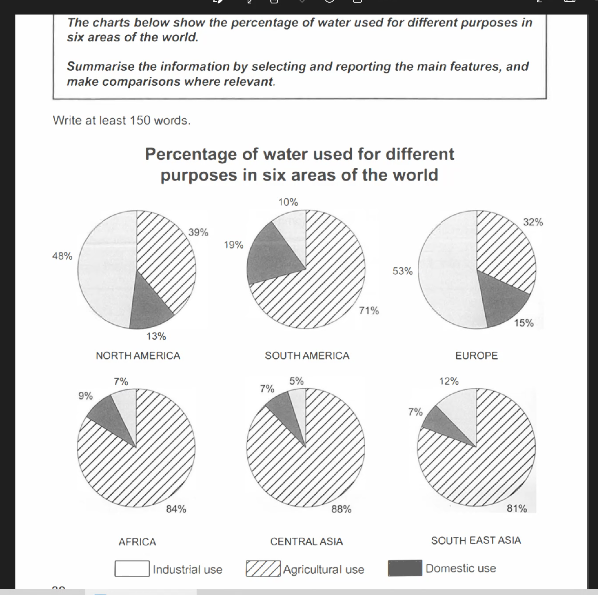 The charts below show the percentage of water used for different purposes in
six areas of the world.
Summarise the information by selecting and reporting the main features, and
make comparisons where relevant.
Write at least 150 words.
Percentage of water used for different
purposes in six areas of the world
48%
39%
13%
NORTH AMERICA
10%
19%
71%
SOUTH AMERICA
32%
53%
15%
EUROPE
7%
9%
84%
AFRICA
5%
7%
88%
CENTRAL ASIA
12%
7%
81%
SOUTH EAST ASIA
Industrial use
Agricultural use
Domestic use